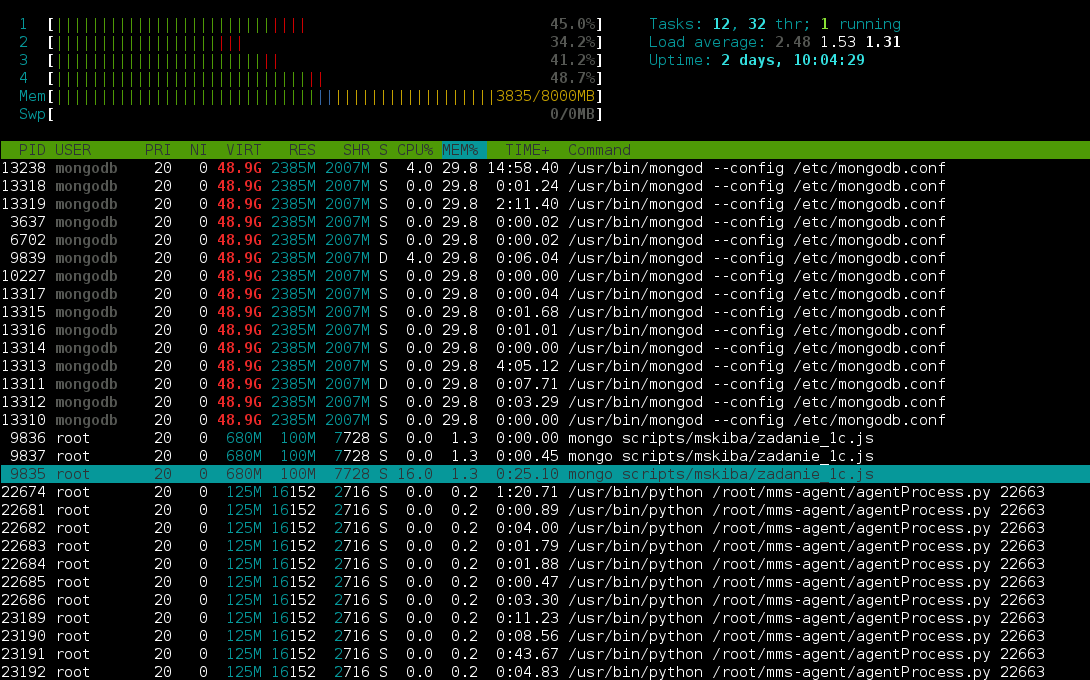 1 [|||||||||||||||||||||||||||| 45.0%] Tasks: 12, 32 thr; 1 running
2 [|||||||||||||||||||| 34.2%] Load average: 2.48 1.53 1.31
3 [|||||||||||||||||||||||| 41.2%] Uptime: 2 days, 10:04:29
4 [|||||||||||||||||||||||||||||| 48.7%]
Mem[|||||||||||||||||||||||||||||||||||||||||||||||||3835/8000MB]
Swp[ 0/0MB]
PID USER PRI NI VIRT RES SHR S CPU% MEM% TIME+ Command
13238 mongodb 20 0 48.9G 2385M 2007M S 4.0 29.8 14:58.40 /usr/bin/mongod --config /etc/mongodb.conf
13318 mongodb 20 0 48.9G 2385M 2007M S 0.0 29.8 0:01.24 /usr/bin/mongod --config /etc/mongodb.conf
13319 mongodb 20 0 48.9G 2385M 2007M S 0.0 29.8 2:11.40 /usr/bin/mongod --config /etc/mongodb.conf
3637 mongodb 20 0 48.9G 2385M 2007M S 0.0 29.8 0:00.02 /usr/bin/mongod --config /etc/mongodb.conf
6702 mongodb 20 0 48.9G 2385M 2007M S 0.0 29.8 0:00.02 /usr/bin/mongod --config /etc/mongodb.conf
9839 mongodb 20 0 48.9G 2385M 2007M D 4.0 29.8 0:06.04 /usr/bin/mongod --config /etc/mongodb.conf
10227 mongodb 20 0 48.9G 2385M 2007M S 0.0 29.8 0:00.00 /usr/bin/mongod --config /etc/mongodb.conf
13317 mongodb 20 0 48.9G 2385M 2007M S 0.0 29.8 0:00.04 /usr/bin/mongod --config /etc/mongodb.conf
13315 mongodb 20 0 48.9G 2385M 2007M S 0.0 29.8 0:01.68 /usr/bin/mongod --config /etc/mongodb.conf
13316 mongodb 20 0 48.9G 2385M 2007M S 0.0 29.8 0:01.01 /usr/bin/mongod --config /etc/mongodb.conf
13314 mongodb 20 0 48.9G 2385M 2007M S 0.0 29.8 0:00.00 /usr/bin/mongod --config /etc/mongodb.conf
13313 mongodb 20 0 48.9G 2385M 2007M S 0.0 29.8 4:05.12 /usr/bin/mongod --config /etc/mongodb.conf
13311 mongodb 20 0 48.9G 2385M 2007M D 0.0 29.8 0:07.71 /usr/bin/mongod --config /etc/mongodb.conf
13312 mongodb 20 0 48.9G 2385M 2007M S 0.0 29.8 0:03.29 /usr/bin/mongod --config /etc/mongodb.conf
13310 mongodb 20 0 48.9G 2385M 2007M S 0.0 29.8 0:00.00 /usr/bin/mongod --config /etc/mongodb.conf
9836 root 20 0 680M 100M 7728 S 0.0 1.3 0:00.00 mongo scripts/mskiba/zadanie_1c.js
9837 root 20 0 680M 100M 7728 S 0.0 1.3 0:00.45 mongo scripts/mskiba/zadanie_1c.js
9835 root 20 0 680M 100M 7728 S 16.0 1.3 0:25.10 mongo scripts/mskiba/zadanie_1c.js
22674 root 20 0 125M 16152 2716 S 0.0 0.2 1:20.71 /usr/bin/python /root/mms-agent/agentProcess.py 22663
22681 root 20 0 125M 16152 2716 S 0.0 0.2 0:00.89 /usr/bin/python /root/mms-agent/agentProcess.py 22663
22682 root 20 0 125M 16152 2716 S 0.0 0.2 0:04.00 /usr/bin/python /root/mms-agent/agentProcess.py 22663
22683 root 20 0 125M 16152 2716 S 0.0 0.2 0:01.79 /usr/bin/python /root/mms-agent/agentProcess.py 22663
22684 root 20 0 125M 16152 2716 S 0.0 0.2 0:01.88 /usr/bin/python /root/mms-agent/agentProcess.py 22663
22685 root 20 0 125M 16152 2716 S 0.0 0.2 0:00.47 /usr/bin/python /root/mms-agent/agentProcess.py 22663
22686 root 20 0 125M 16152 2716 S 0.0 0.2 0:03.30 /usr/bin/python /root/mms-agent/agentProcess.py 22663
23189 root 20 0 125M 16152 2716 S 0.0 0.2 0:11.23 /usr/bin/python /root/mms-agent/agentProcess.py 22663
23190 root 20 0 125M 16152 2716 S 0.0 0.2 0:08.56 /usr/bin/python /root/mms-agent/agentProcess.py 22663
23191 root 20 0 125M 16152 2716 S 0.0 0.2 0:43.67 /usr/bin/python /root/mms-agent/agentProcess.py 22663
23192 root 20 0 125M 16152 2716 S 0.0 0.2 0:04.83 /usr/bin/python /root/mms-agent/agentProcess.py 22663